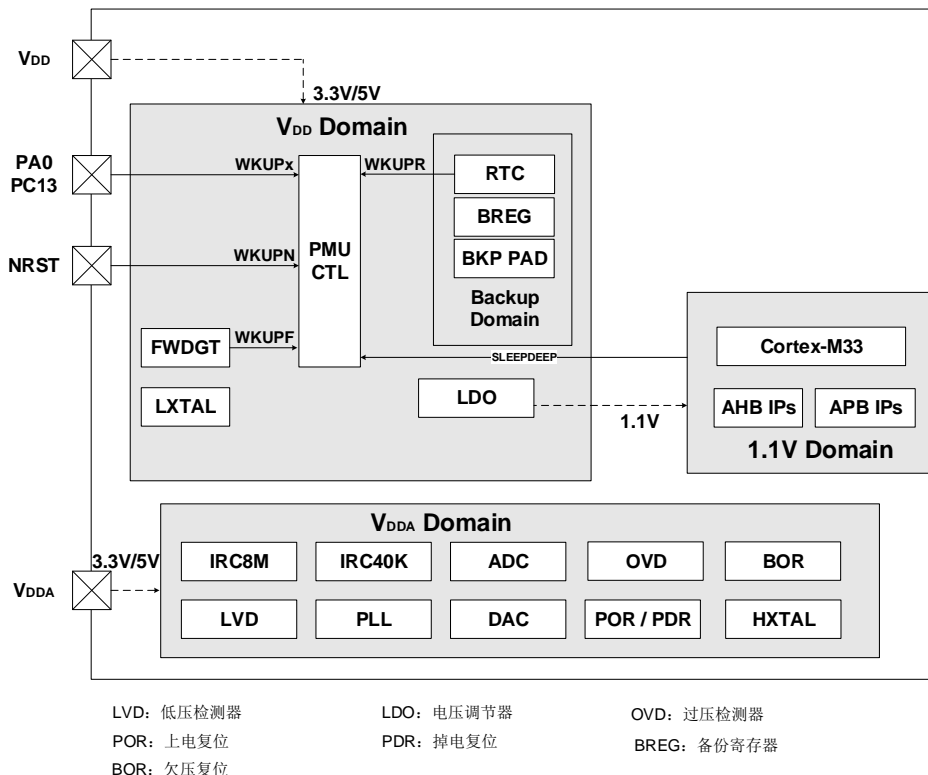 VDD
3.3V/5V
VDD Domain
PA0
PC13
WKUPx
WKUPR
RTC
BREG
BKP PAD
Backup
Domain
NRST
WKUPN
PMU
CTL
FWDGT
WKUPF
SLEEPDEEP
LXTAL
LDO
1.1V
Cortex-M33
AHB IPs
APB IPs
1.1V Domain
VDDA Domain
3.3V/5V
VDDA
IRC8M
IRC40K
ADC
OVD
BOR
LVD
PLL
DAC
POR / PDR
HXTAL
LVD：低压检测器
LDO：电压调节器
OVD：过压检测器
POR：上电复位
PDR：掉电复位
BREG：备份寄存器
BOR：欠压复位